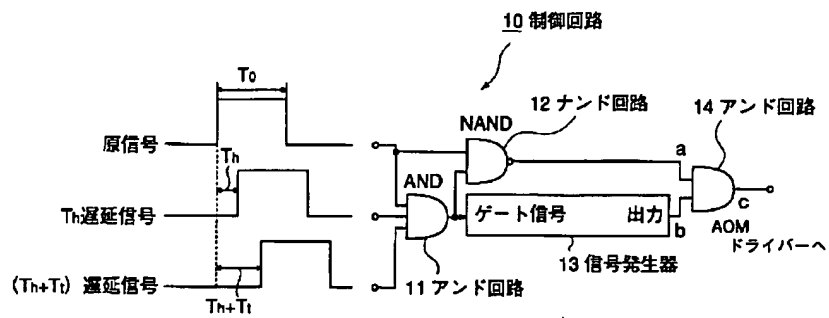 10 制御回路
T0
12 ナンド回路
14 アンド回路
NAND
原信号
a
Th
AND
Th遅延信号
ゲート信号 出力
b
c
AOM
ドライバーへ
13 信号発生器
(Th+Tt) 遅延信号
11 アンド回路
Th+Tt